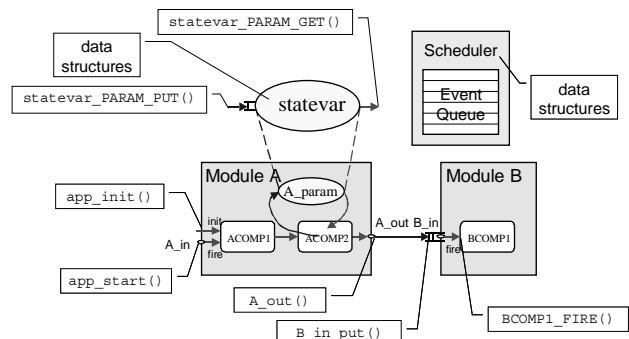 statevar_PARAM_GET()
data
structures
Scheduler
statevar_PARAM_PUT()
statevar
Event
Queue
data
structures
Module A
Module B
A_param
app_init()
init
A_out
B_in
A_in
ACOMP1
ACOMP2
BCOMP1
fire
fire
app_start()
A_out()
BCOMP1_FIRE()
B_in_put()